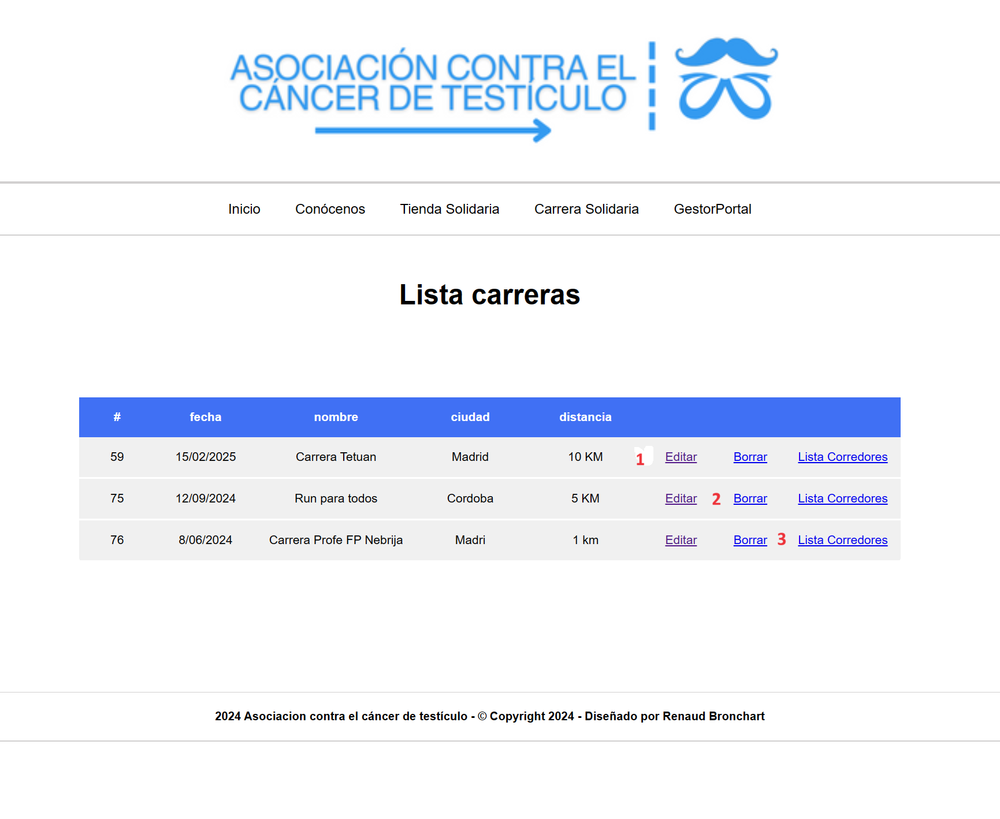 ASOCIACIÓN CONTRA EL
CÁNCER DE TESTÍCULO
Inicio Conócenos Tienda Solidaria Carrera Solidaria GestorPortal
Lista carreras
# fecha nombre ciudad distancia
59 15/02/2025 Carrera Tetuan Madrid 10 KM 1 Editar Borrar Lista Corredores
75 12/09/2024 Run para todos Cordoba 5 KM Editar 2 Borrar Lista Corredores
76 8/06/2024 Carrera Profe FP Nebrija Madri 1 km Editar Borrar 3 Lista Corredores
2024 Asociacion contra el cáncer de testículo - © Copyright 2024 - Diseñado por Renaud Bronchart